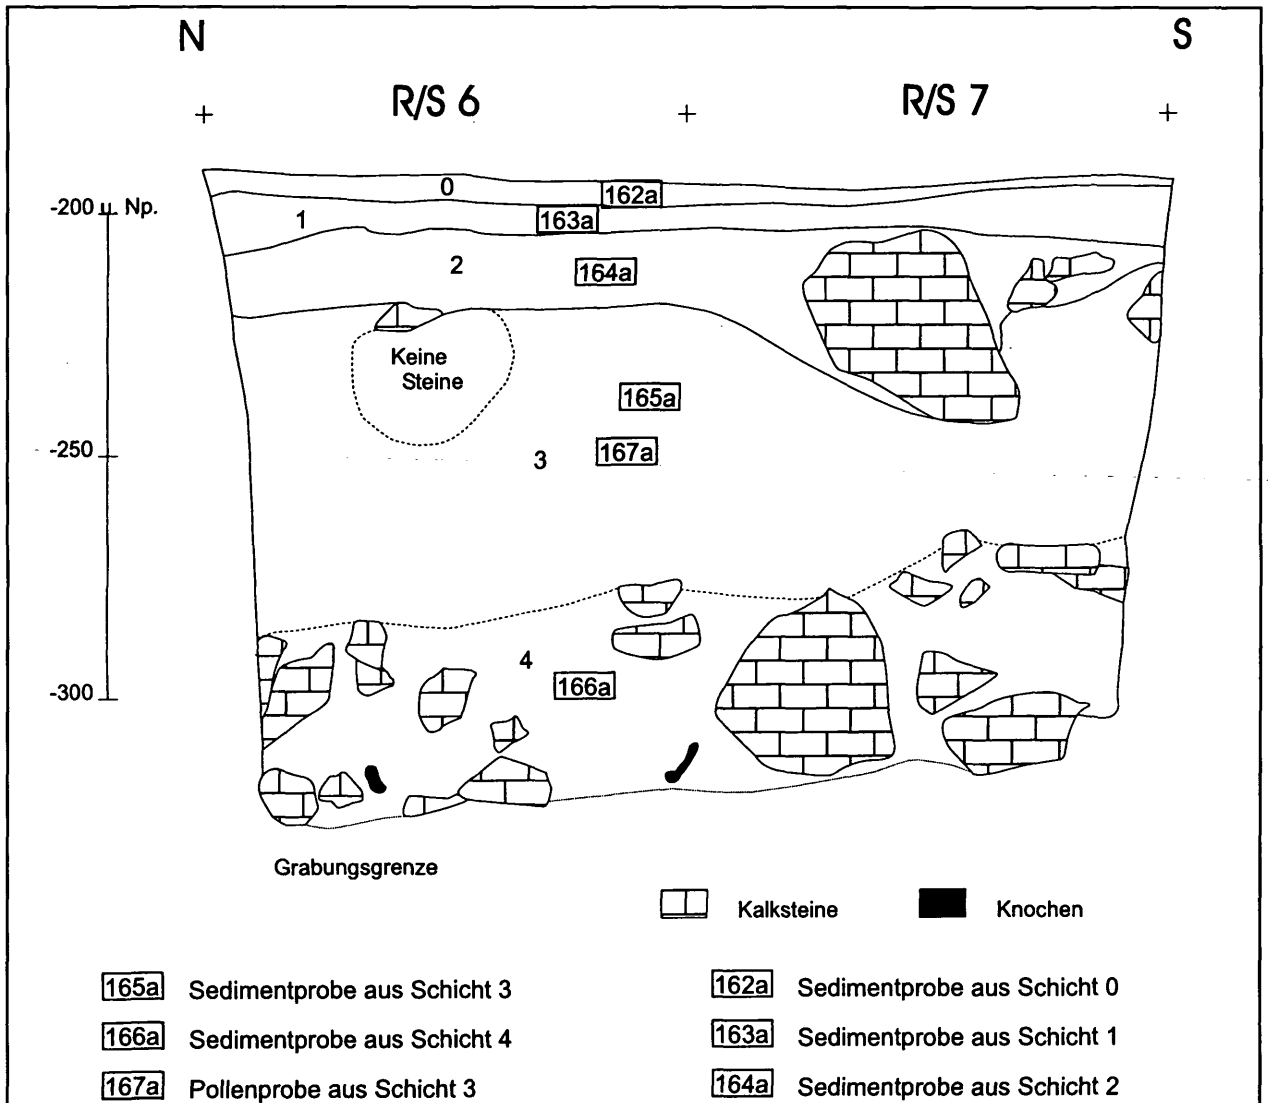 N S
R/S 6 R/S 7
0
162a
-200 u. Np.
1
163a
2
164a
Keine
Steine
165a
-250
167a
3
4
166a
-300
Grabungsgrenze
Kalksteine Knochen
165a Sedimentprobe aus Schicht 3
166a Sedimentprobe aus Schicht 4
167a Pollenprobe aus Schicht 3
162a Sedimentprobe aus Schicht 0
163a Sedimentprobe aus Schicht 1
164a Sedimentprobe aus Schicht 2